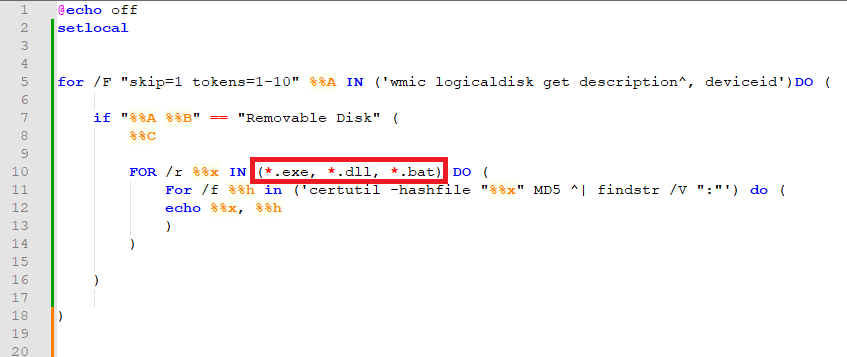 1 @echo off
2 setlocal
3
4
5 for /F "skip=1 tokens=1-10" %%A IN ('wmic logicaldisk get description^, deviceid')DO (
6
7 if "%%A %%B" == "Removable Disk" (
8 %%C
9
10 FOR /r %%x IN (*.exe, *.dll, *.bat) DO (
11 For /f %%h in ('certutil -hashfile "%%x" MD5 ^| findstr /V ":"') do (
12 echo %%x, %%h
13 )
14 )
15
16 )
17
18 )
19
20